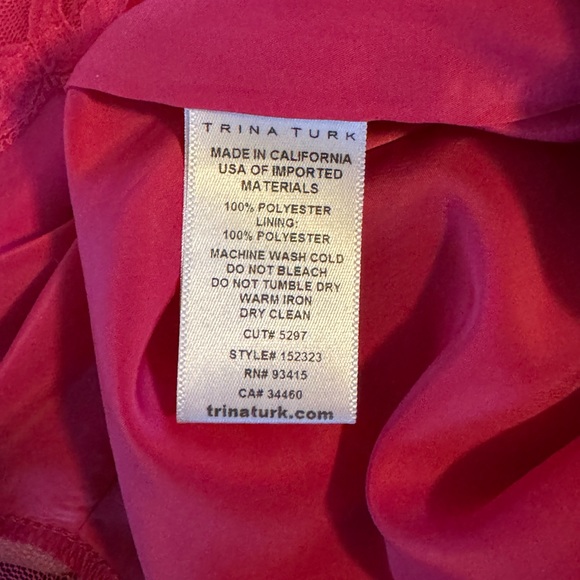 TRINA TURK
MADE IN CALIFORNIA
USA OF IMPORTED
MATERIALS
100% POLYESTER
LINING:
100% POLYESTER
MACHINE WASH COLD
DO NOT BLEACH
DO NOT TUMBLE DRY
WARM IRON
DRY CLEAN
CUT# 5297
STYLE# 152323
RN# 93415
CA# 34460
trinaturk.com